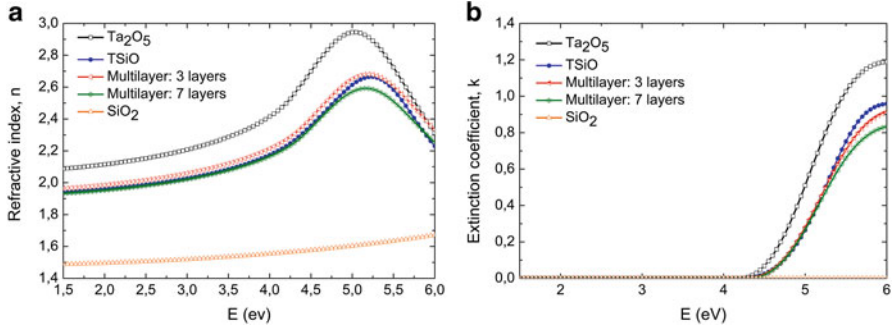 a
Refractive index, n
3,0
2,8
2,6
2,4
2,2
2,0
1,8
1,6
1,4
Ta₂O₅
TSiO
Multilayer: 3 layers
Multilayer: 7 layers
SiO₂
1,5 2,0 2,5 3,0 3,5 4,0 4,5 5,0 5,5 6,0
E (ev)
b
Extinction coefficient, k
1,4
1,2
1,0
0,8
0,6
0,4
0,2
0,0
Ta₂O₅
TSiO
Multilayer: 3 layers
Multilayer: 7 layers
SiO₂
2 3 4 5 6
E (eV)